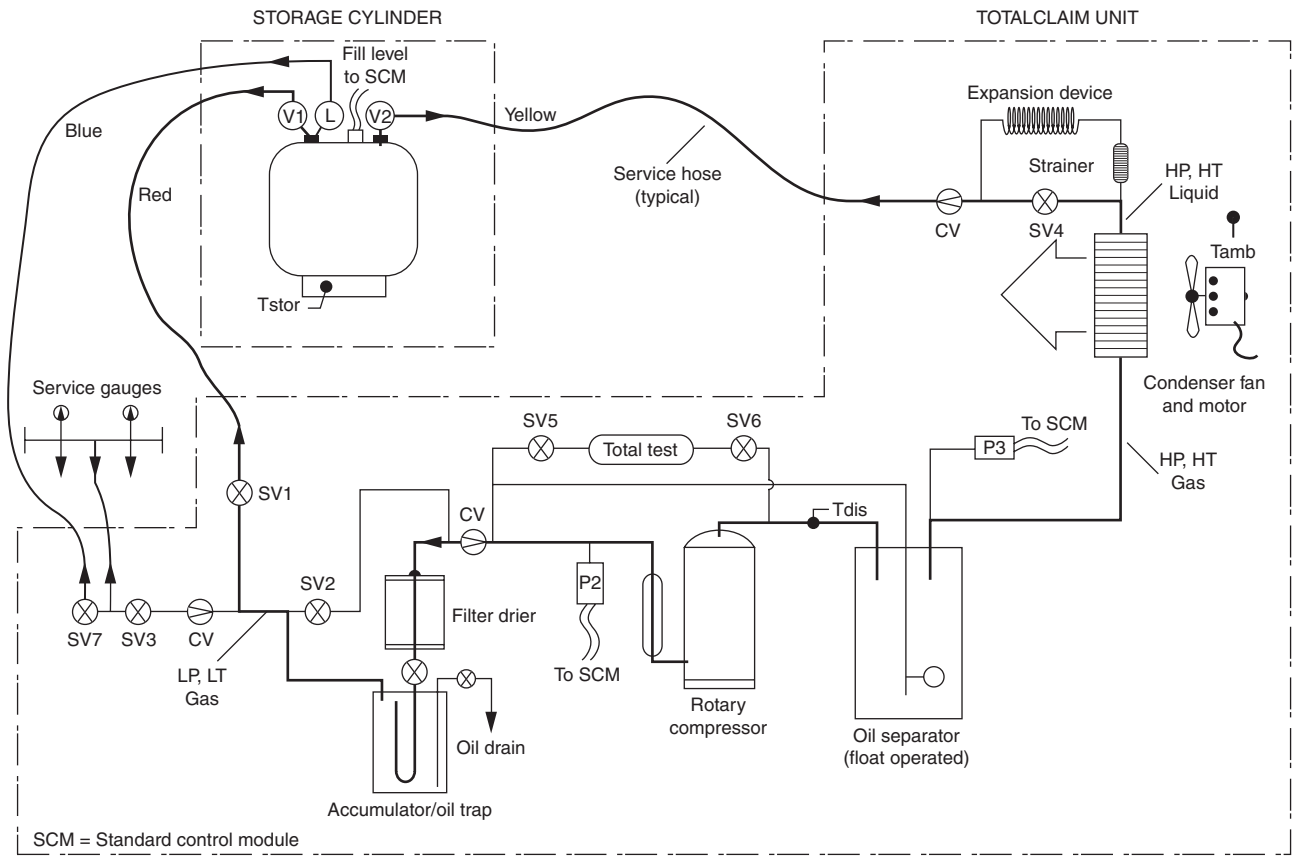 STORAGE CYLINDER
TOTALCLAIM UNIT
Fill level
to SCM
V1
L
V2
Yellow
Blue
Red
Service hose
(typical)
Expansion device
Strainer
HP, HT
Liquid
CV
SV4
Tamb
Tstor
Condenser fan
and motor
Service gauges
SV1
SV5
Total test
SV6
To SCM
P3
HP, HT
Gas
CV
Tdis
SV2
P2
Filter drier
SV7
SV3
CV
LP, LT
Gas
To SCM
Rotary
compressor
Oil separator
(float operated)
Oil drain
Accumulator/oil trap
SCM = Standard control module